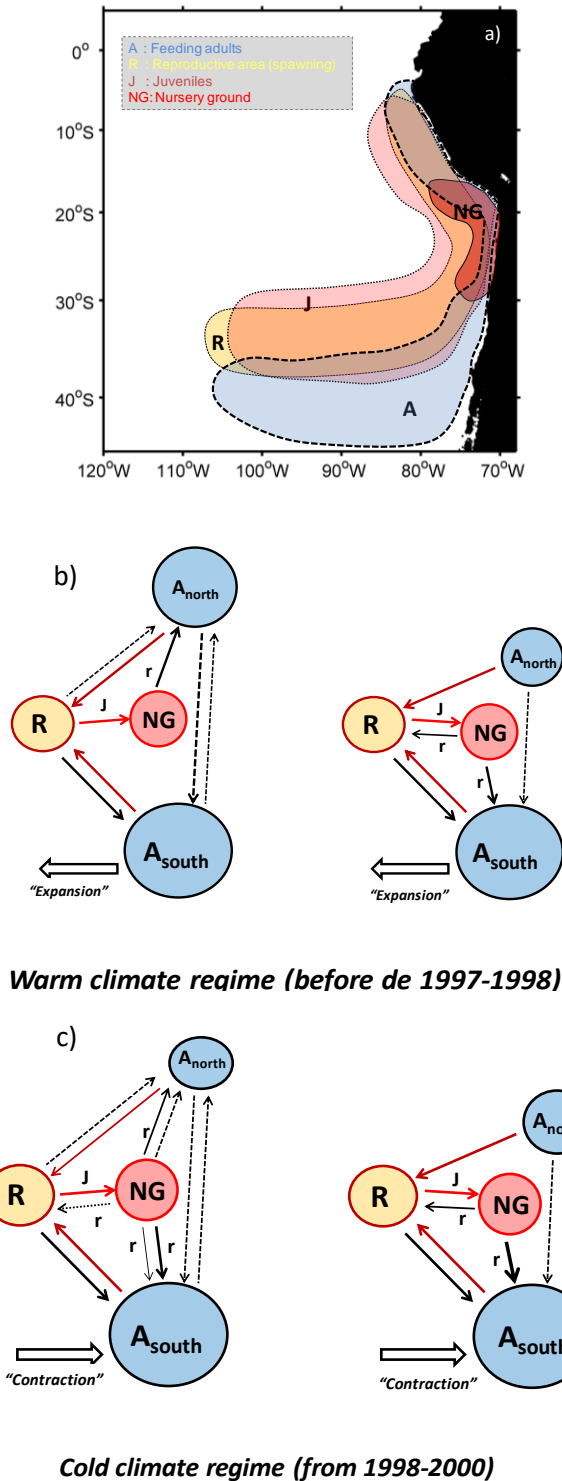 a)
A : Feeding adults
R : Reproductive area (spawning)
J : Juveniles
NG: Nursery ground
0°
10°S
20°S
30°S
40°S
NG
J
R
A
120°W 110°W 100°W 90°W 80°W 70°W
b)
A north
r
J
R
NG
A south
"Expansion"
A north
J
R
NG
r
r
A south
"Expansion"
Warm climate regime (before de 1997-1998)
c)
A north
r
J
R
NG
r
r
r
A south
"Contraction"
A no
J
R
NG
r
r
A south
"Contraction"
Cold climate regime (from 1998-2000)